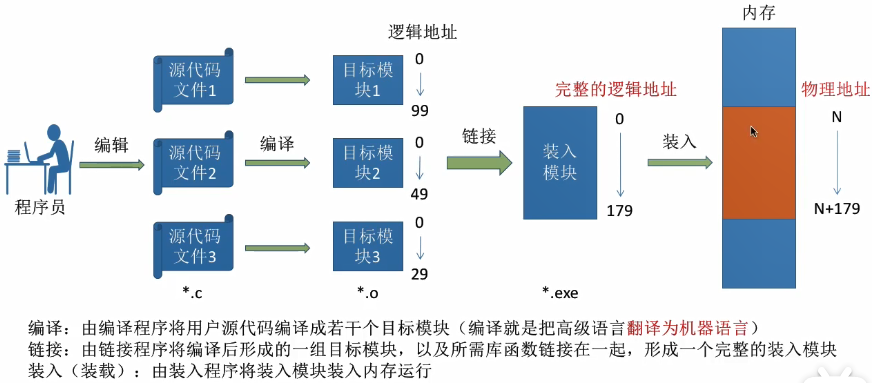 内存
逻辑地址
源代码
文件1
目标模
块1
0
99
完整的逻辑地址
物理地址
程序员
编辑
源代码
文件2
编译
目标模
块2
0
49
链接
装入
模块
0
179
装入
N
N+179
源代码
文件3
目标模
块3
0
29
*.c
*.o
*.exe
编译：由编译程序将用户源代码编译成若干个目标模块（编译就是把高级语言翻译为机器语言）
链接：由链接程序将编译后形成的一组目标模块，以及所需库函数链接在一起，形成一个完整的装入模块
装入（装载）：由装入程序将装入模块装入内存运行